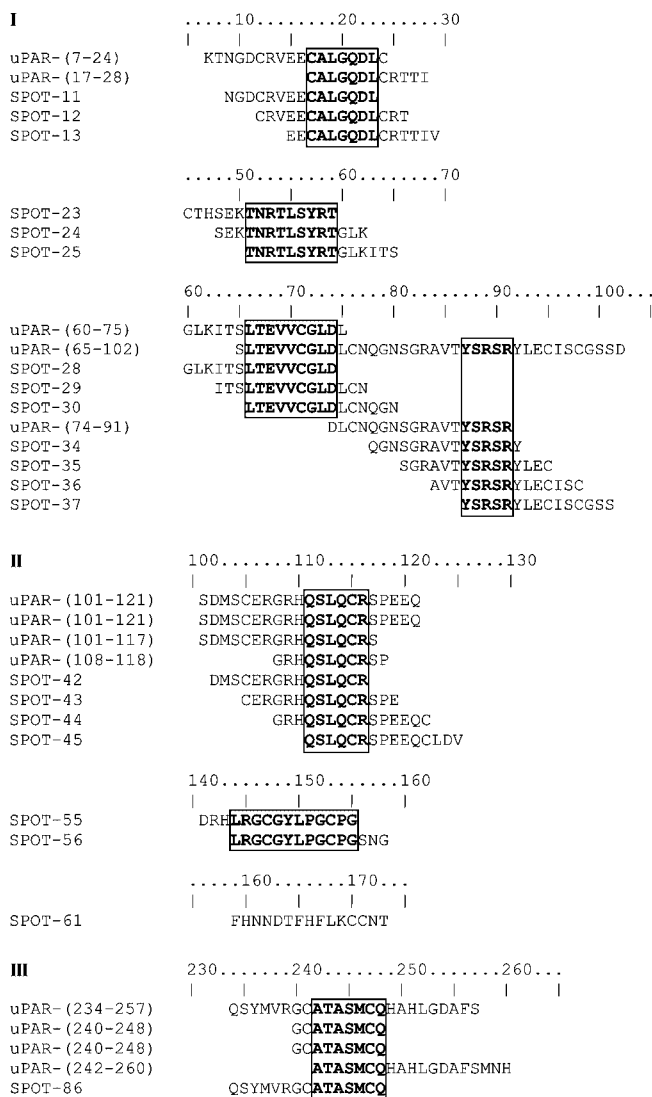 I ......10........20........30
uPAR-(7-24) KTNGDCRVEECALGQDLC
uPAR-(17-28) CALGQDLCRTTI
SPOT-11 NGDCRVEECALGQDL
SPOT-12 CRVEECALGQDLCRT
SPOT-13 EECALGQDLCRTTIV
.....50........60........70
SPOT-23 CTHSEKTNRTLSYRT
SPOT-24 SEKTNRTLSYRTGLK
SPOT-25 TNRTLSYRTGLKITS
60........70........80........90.......100...
uPAR-(60-75) GLKITSLTEVVCGLDL
uPAR-(65-102) SLTEVVCGLDLCNQGNSGRAVTYSRSRYLECISCGSSD
SPOT-28 GLKITSLTEVVCGLD
SPOT-29 ITSLTEVVCGLDLCN
SPOT-30 LTEVVCGLDLCNQGN
uPAR-(74-91) DLCNQGNSGRAVTYSRSR
SPOT-34 QGNSGRAVTYSRSRY
SPOT-35 SGRAVTYSRSRYLEC
SPOT-36 AVTYSRSRYLECISC
SPOT-37 YSRSRYLECISCGSS
II 100.......110.......120.......130
uPAR-(101-121) SDMSCERGRHQSLQCRSPEEQ
uPAR-(101-121) SDMSCERGRHQSLQCRSPEEQ
uPAR-(101-117) SDMSCERGRHQSLQCRS
uPAR-(108-118) GRHQSLQCRSP
SPOT-42 DMSCERGRHQSLQCR
SPOT-43 CERGRHQSLQCRSPE
SPOT-44 GRHQSLQCRSPEEQC
SPOT-45 QSLQCRSPEEQCLDV
140.......150.......160
SPOT-55 DRHLRGCGYLPGCPG
SPOT-56 LRGCGYLPGCPGSNG
.....160.......170....
SPOT-61 FHNNDTFHFLKCCNT
III 230.......240.......250.......260....
uPAR-(234-257) QSYMVRGCATASMCQHAHLGDAFS
uPAR-(240-248) GCATASMCQ
uPAR-(240-248) GCATASMCQ
uPAR-(242-260) ATASMCQHAHLGDAFSMNH
SPOT-86 QSYMVRGCATASMCQ